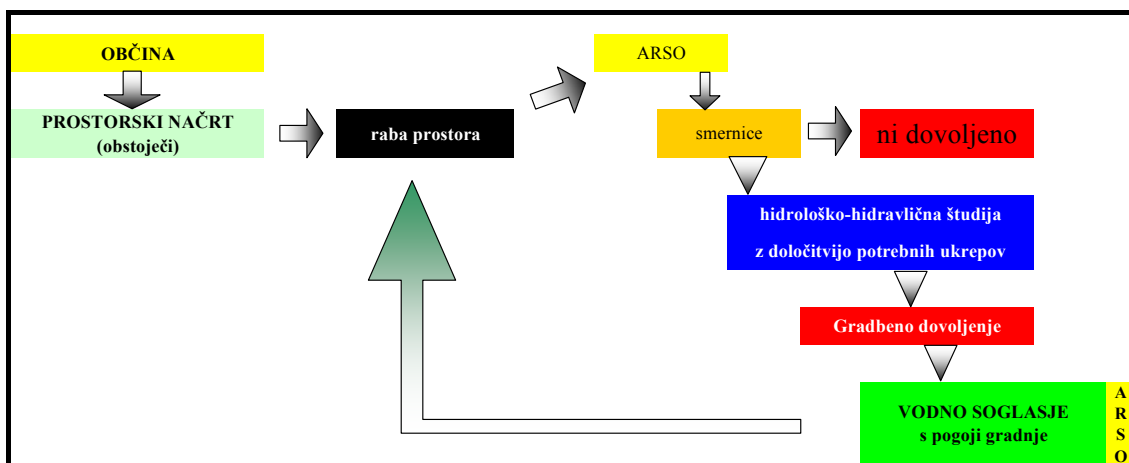 OBČINA
PROSTORSKI NAČRT
(obstoječi)
raba prostora
ARSO
smernice
ni dovoljeno
hidrološko-hidravlična študija
z določitvijo potrebnih ukrepov
Gradbeno dovoljenje
VODNO SOGLASJE
s pogoji gradnje
A
R
S
O